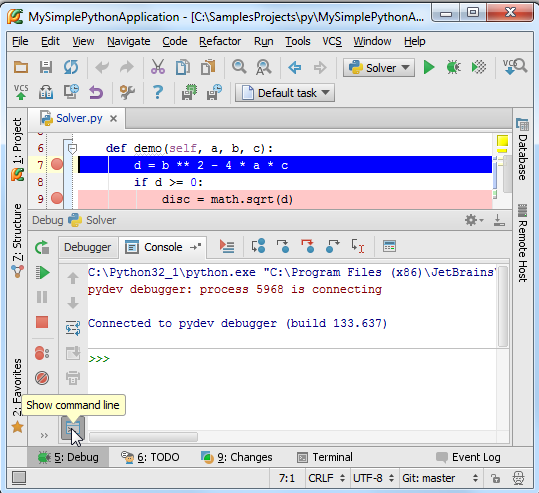 MySimplePythonApplication - [C:\SamplesProjects\py\MySimplePythonA...
File Edit View Navigate Code Refactor Run Tools VCS Window Help
Solver
VCS
VCS
Default task
Solver.py ×
6 def demo(self, a, b, c):
7 d = b ** 2 - 4 * a * c
8 if d >= 0:
9 disc = math.sqrt(d)
1: Project
7: Structure
2: Favorites
Database
Remote Host
Debug Solver
Debugger Console
C:\Python32_1\python.exe "C:\Program Files (x86)\JetBrains\
pydev debugger: process 5968 is connecting
Connected to pydev debugger (build 133.637)
>>>
Show command line
5: Debug 6: TODO 9: Changes Terminal Event Log
7:1 CRLF UTF-8 Git: master